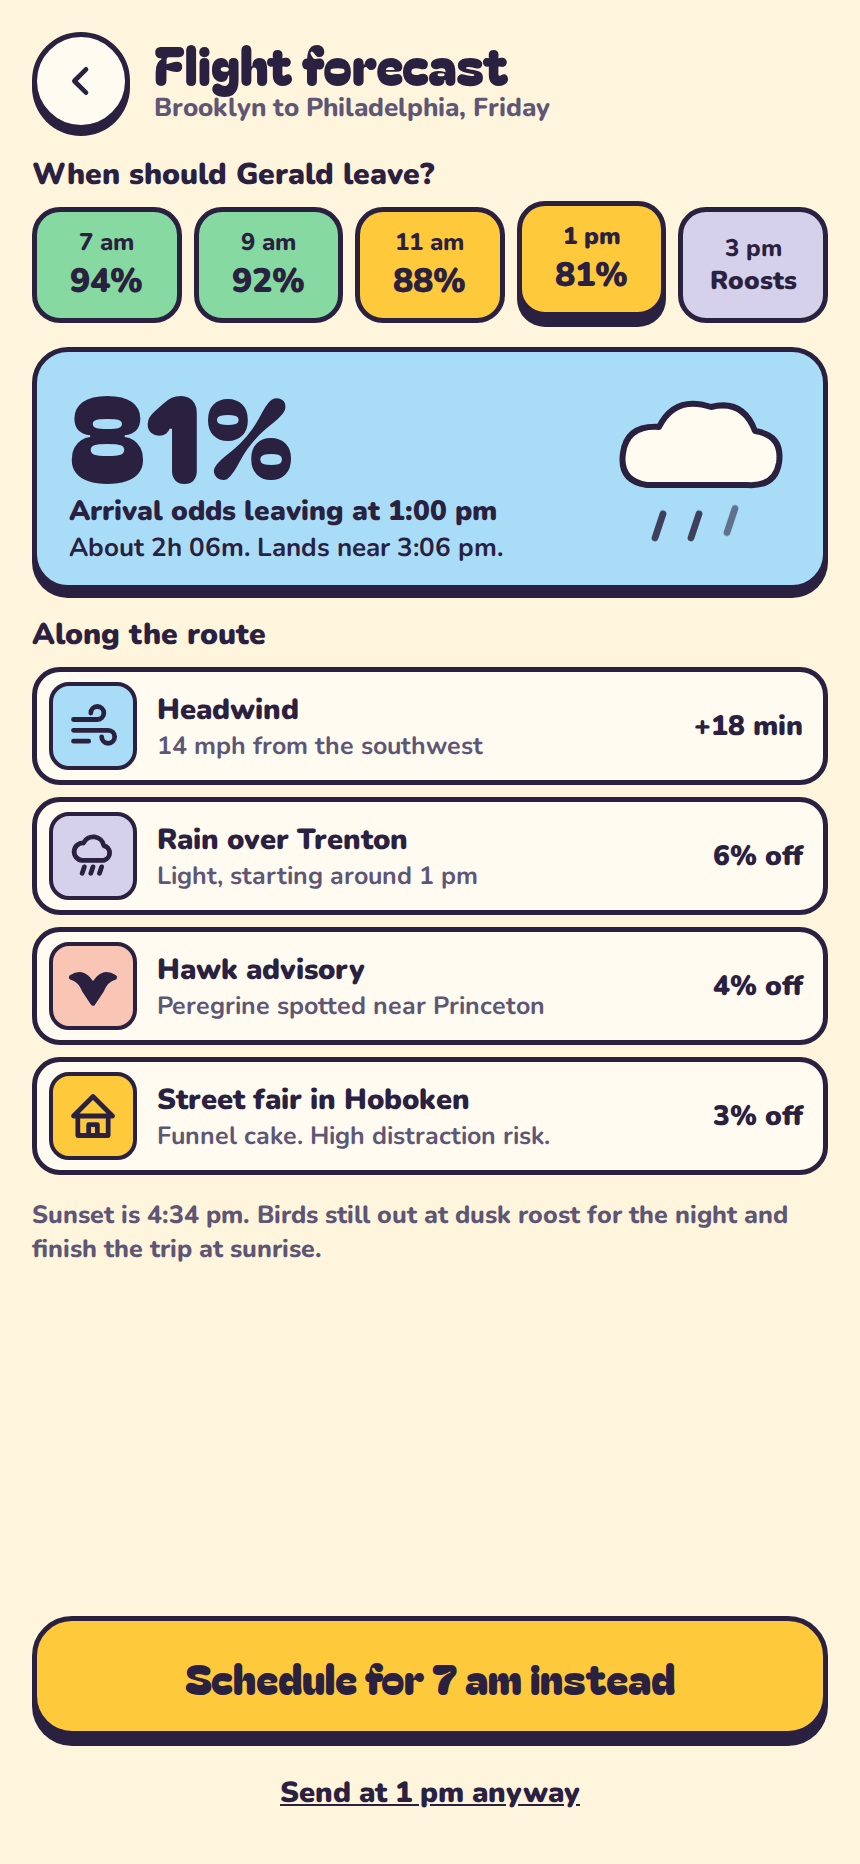 Flight forecast
Brooklyn to Philadelphia, Friday
When should Gerald leave?
7 am
94%
9 am
92%
11 am
88%
1 pm
81%
3 pm
Roosts
81%
Arrival odds leaving at 1:00 pm
About 2h 06m. Lands near 3:06 pm.
Along the route
Headwind
14 mph from the southwest
+18 min
Rain over Trenton
Light, starting around 1 pm
6% off
Hawk advisory
Peregrine spotted near Princeton
4% off
Street fair in Hoboken
Funnel cake. High distraction risk.
3% off
Sunset is 4:34 pm. Birds still out at dusk roost for the night and
finish the trip at sunrise.
Schedule for 7 am instead
Send at 1 pm anyway